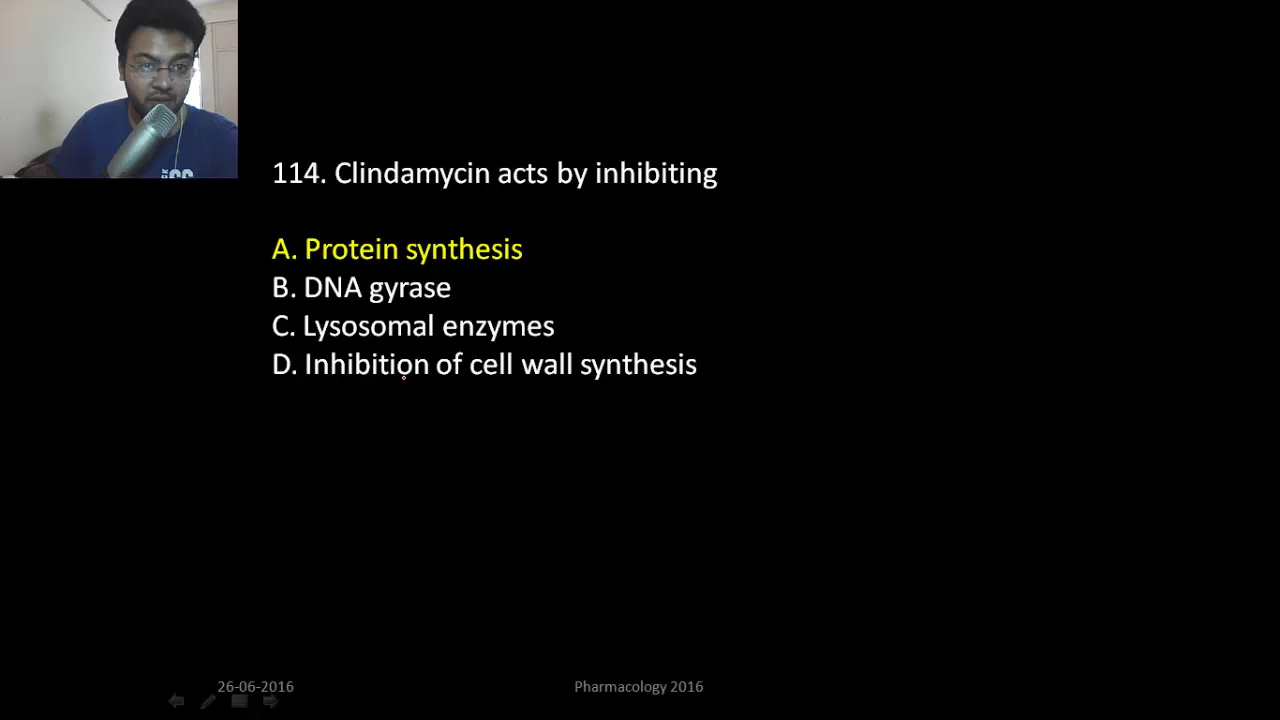 114. Clindamycin acts by inhibiting
A. Protein synthesis
B. DNA gyrase
C. Lysosomal enzymes
D. Inhibition of cell wall synthesis
26-06-2016
Pharmacology 2016